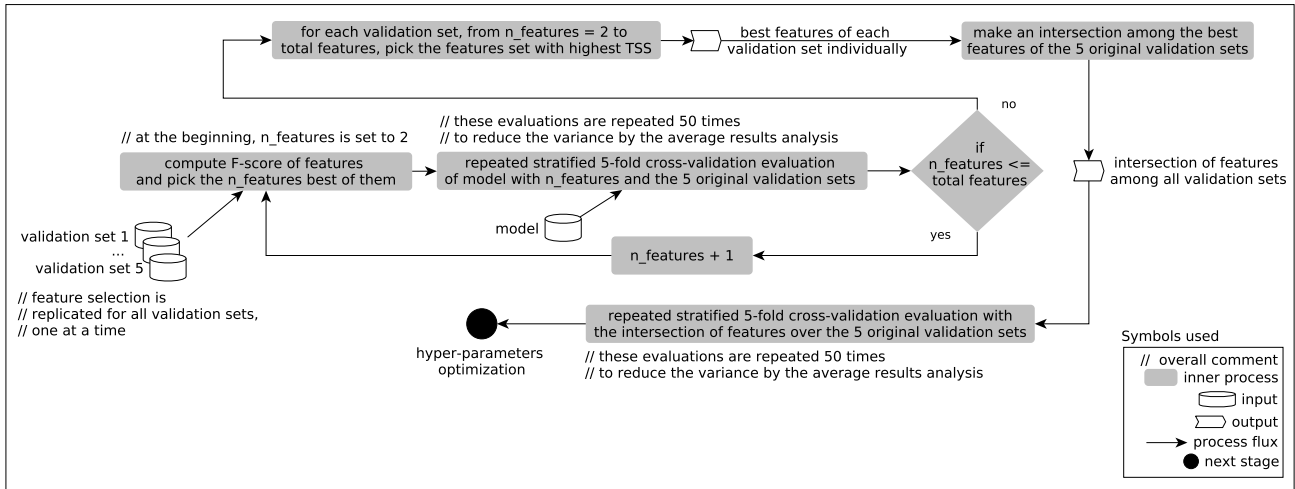 for each validation set, from n_features = 2 to
total features, pick the features set with highest TSS
best features of each
validation set individually
make an intersection among the best
features of the 5 original validation sets
no
// at the beginning, n_features is set to 2
// these evaluations are repeated 50 times
// to reduce the variance by the average results analysis
compute F-score of features
and pick the n_features best of them
repeated stratified 5-fold cross-validation evaluation
of model with n_features and the 5 original validation sets
if
n_features <=
total features
intersection of features
among all validation sets
model
yes
validation set 1
...
validation set 5
n_features + 1
// feature selection is
// replicated for all validation sets,
// one at a time
repeated stratified 5-fold cross-validation evaluation with
the intersection of features over the 5 original validation sets
hyper-parameters
optimization
// these evaluations are repeated 50 times
// to reduce the variance by the average results analysis
Symbols used
// overall comment
inner process
input
output
process flux
next stage